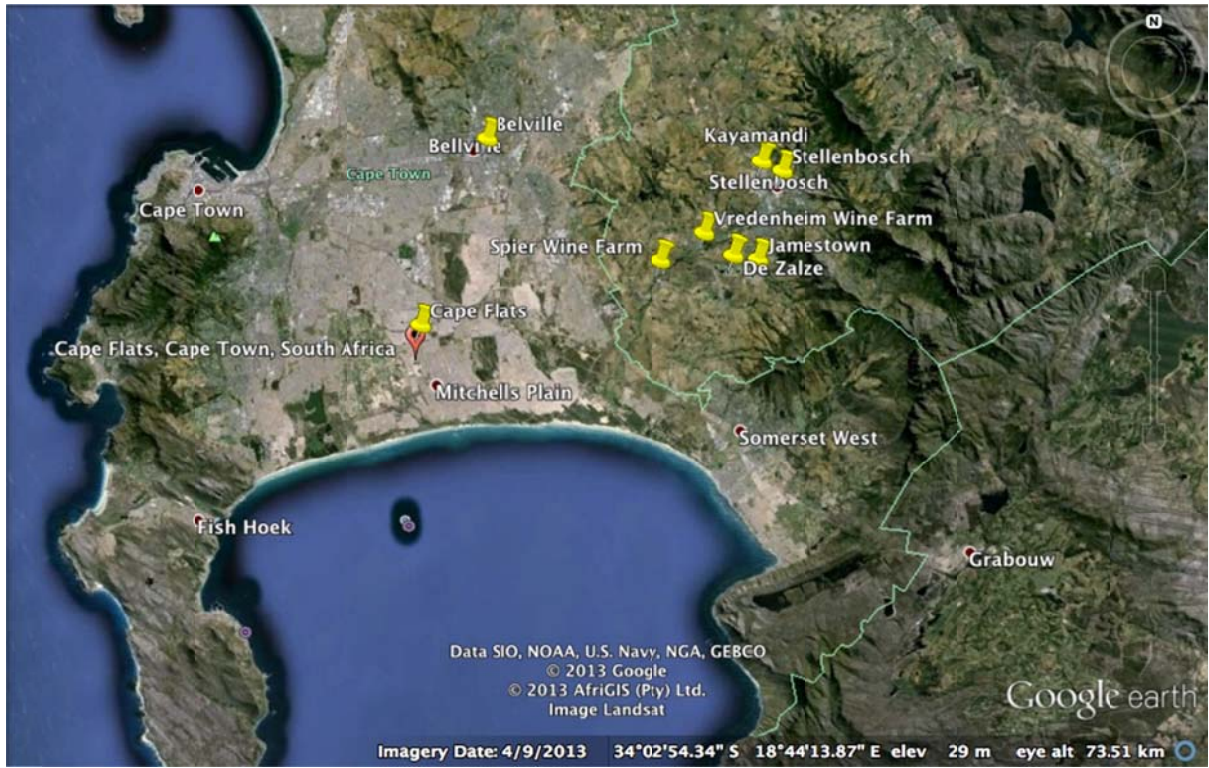 N
Belville
Bellville
Kayamandi
Stellenbosch
Cape Town
Stellenbosch
Cape Town
Vredenheim Wine Farm
Spier Wine Farm
Jamestown
De Zalze
Cape Flats
Cape Flats, Cape Town, South Africa
Mitchells Plain
Somerset West
Fish Hoek
Grabouw
Data SIO, NOAA, U.S. Navy, NGA, GEBCO
© 2013 Google
© 2013 AfriGIS (Pty) Ltd.
Image Landsat
Google earth
Imagery Date: 4/9/2013 34°02'54.34" S 18°44'13.87" E elev 29 m eye alt 73.51 km